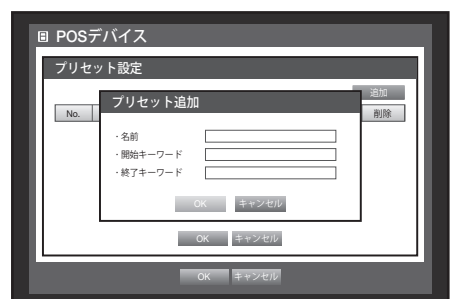 POSデバイス
プリセット設定
追加
プリセット追加
No.
削除
・名前
・開始キーワード
・終了キーワード
OK キャンセル
OK キャンセル
OK キャンセル